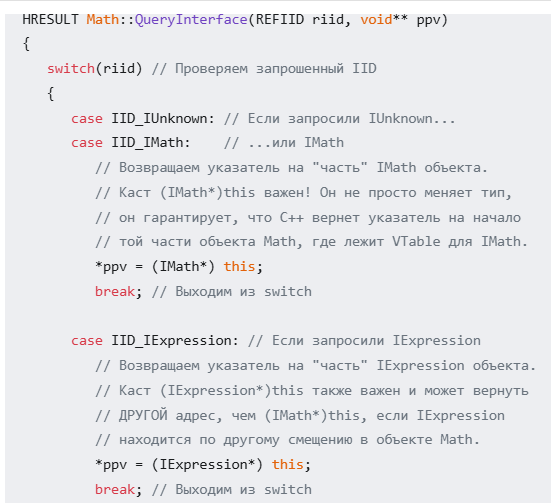 HRESULT Math::QueryInterface(REFIID riid, void** ppv)
{
   switch(riid) // Проверяем запрошенный IID
   {
      case IID_IUnknown: // Если запросили IUnknown...
      case IID_IMath:    // ...или IMath
         // Возвращаем указатель на "часть" IMath объекта.
         // Каст (IMath*)this важен! Он не просто меняет тип,
         // он гарантирует, что C++ вернет указатель на начало
         // той части объекта Math, где лежит VTable для IMath.
         *ppv = (IMath*) this;
         break; // Выходим из switch

      case IID_IExpression: // Если запросили IExpression
         // Возвращаем указатель на "часть" IExpression объекта.
         // Каст (IExpression*)this также важен и может вернуть
         // ДРУГОЙ адрес, чем (IMath*)this, если IExpression
         // находится по другому смещению в объекте Math.
         *ppv = (IExpression*) this;
         break; // Выходим из switch